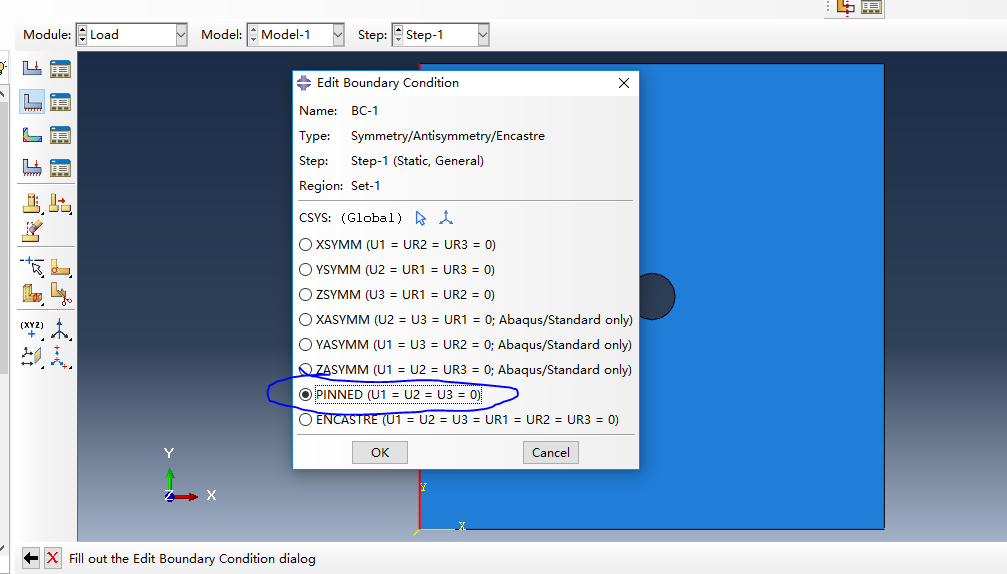 Module: Load Model: Model-1 Step: Step-1
Edit Boundary Condition
Name: BC-1
Type: Symmetry/Antisymmetry/Encastre
Step: Step-1 (Static, General)
Region: Set-1
CSYS: (Global)
XSYMM (U1 = UR2 = UR3 = 0)
YSYMM (U2 = UR1 = UR3 = 0)
ZSYMM (U3 = UR1 = UR2 = 0)
XASYMM (U2 = U3 = UR1 = 0; Abaqus/Standard only)
YASYMM (U1 = U3 = UR2 = 0; Abaqus/Standard only)
ZASYMM (U1 = U2 = UR3 = 0; Abaqus/Standard only)
PINNED (U1 = U2 = U3 = 0)
ENCASTRE (U1 = U2 = U3 = UR1 = UR2 = UR3 = 0)
OK Cancel
(XYZ)
Y
Z X
Y
X
Fill out the Edit Boundary Condition dialog